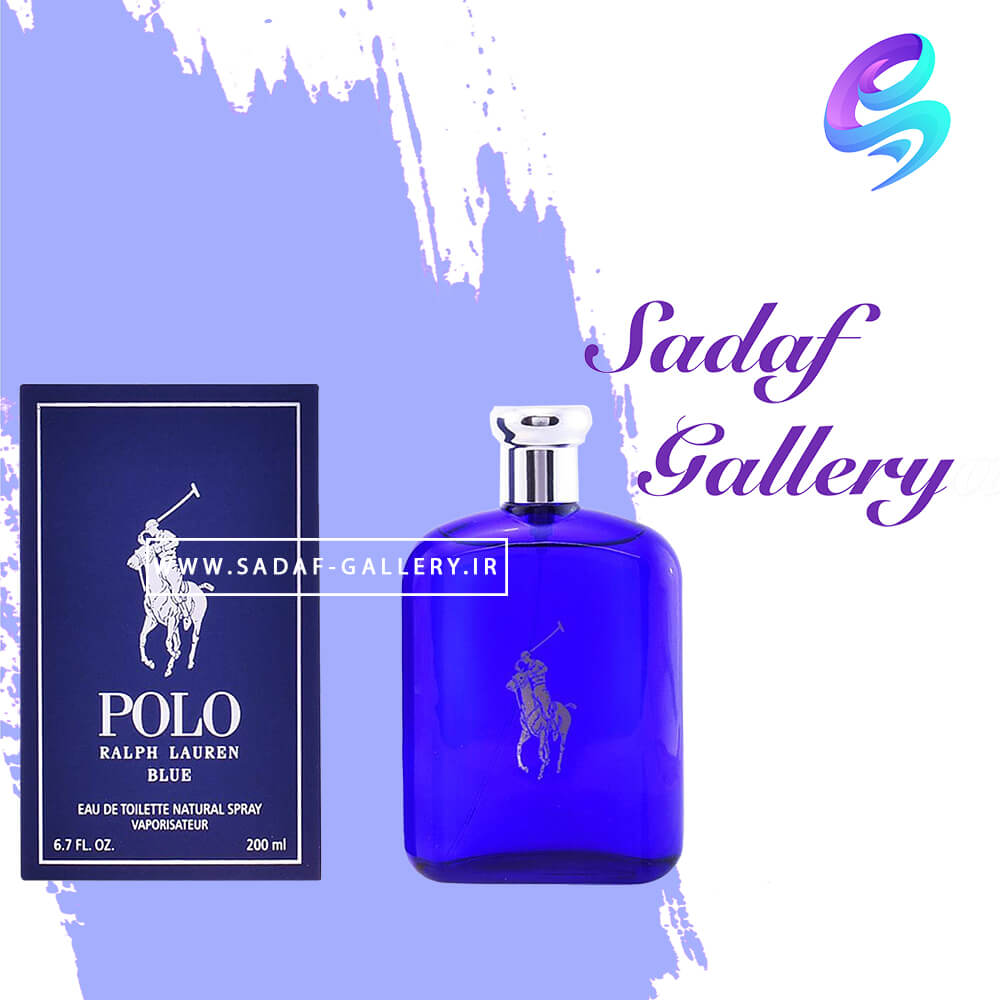 Sadaf
Gallery
WWW.SADAF-GALLERY.IR
POLO
RALPH LAUREN
BLUE
EAU DE TOILETTE NATURAL SPRAY
VAPORISATEUR
6.7 FL. OZ. 200 ml